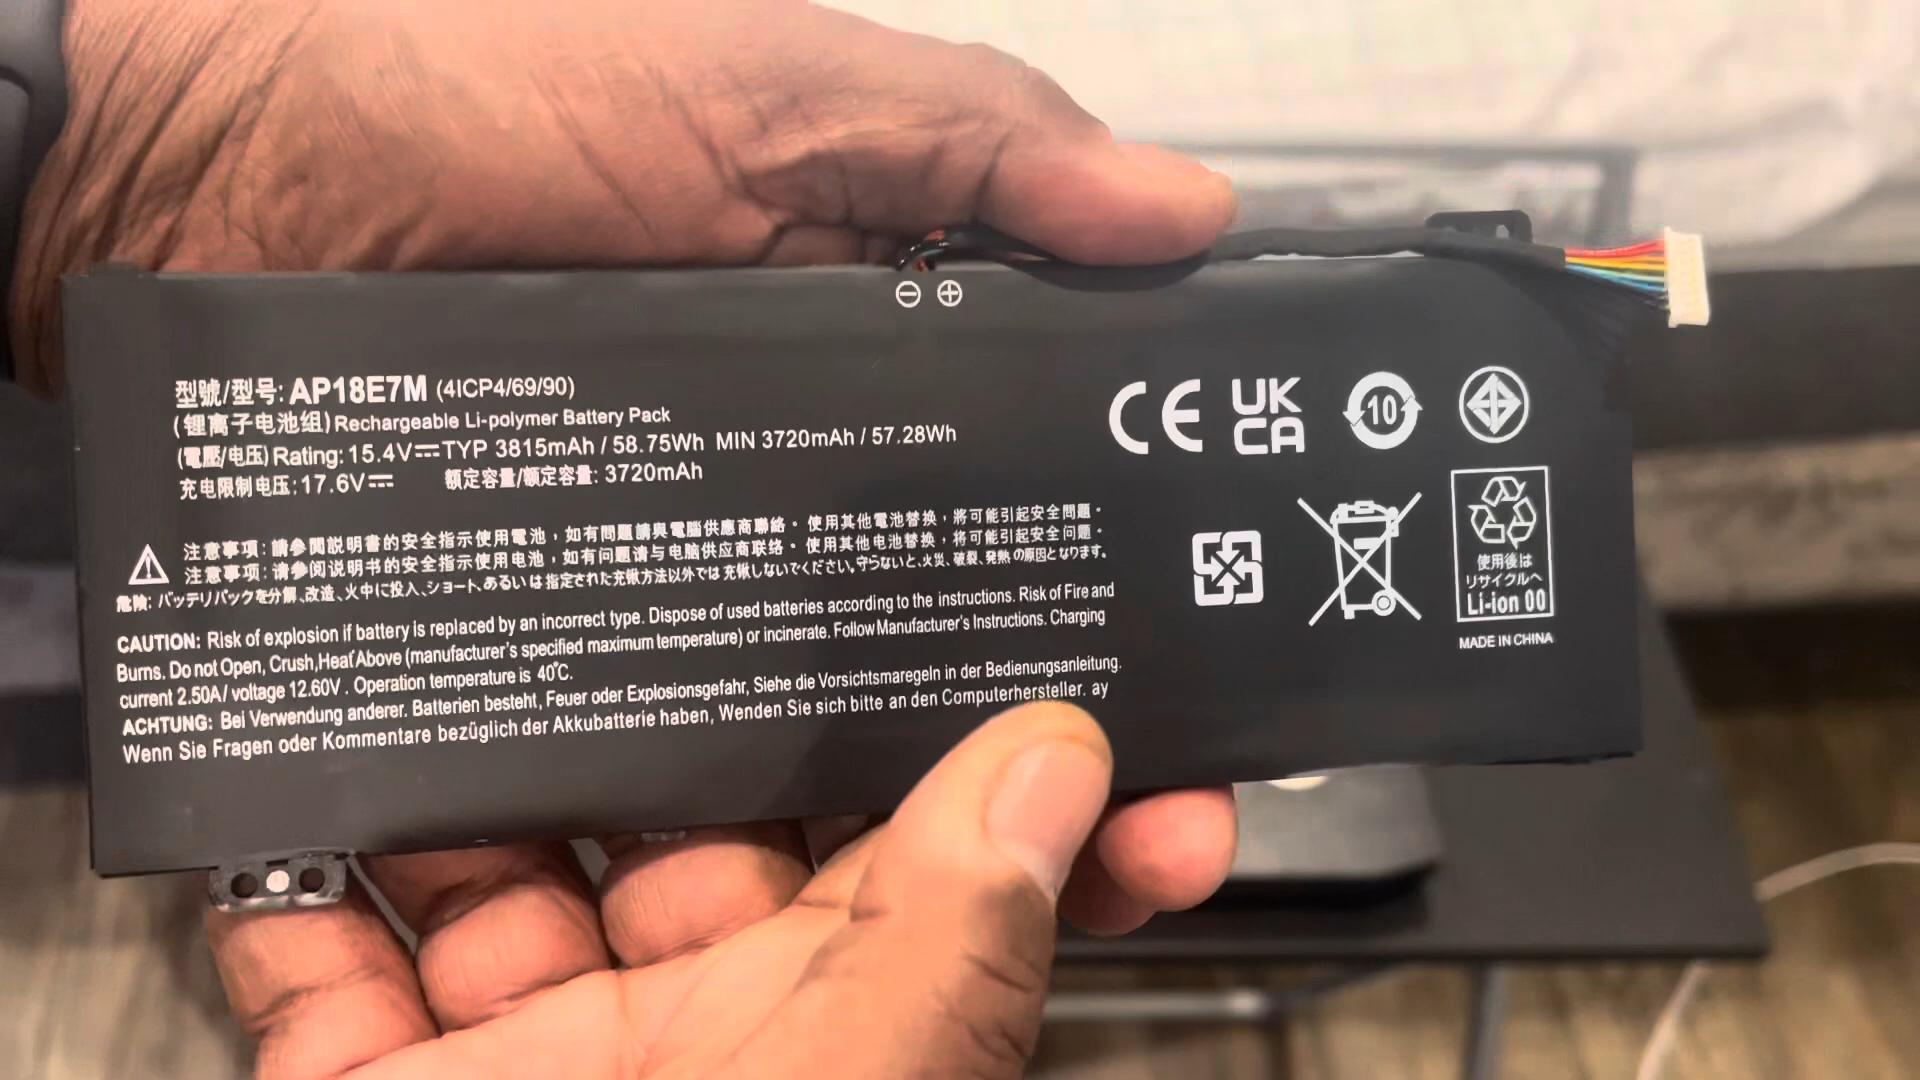 ⊖ ⊕
型號/型号: AP18E7M (4ICP4/69/90)
(锂离子电池组) Rechargeable Li-polymer Battery Pack
(電壓/电压) Rating: 15.4V⎓TYP 3815mAh / 58.75Wh MIN 3720mAh / 57.28Wh
充电限制电压: 17.6V⎓ 額定容量/额定容量: 3720mAh
注意事項: 請參閱説明書的安全指示使用電池，如有問題請與電腦供應商聯絡。使用其他電池替换，將可能引起安全問題。
注意事项: 请参阅说明书的安全指示使用电池，如有问题请与电脑供应商联络。使用其他电池替换，将可能引起安全问题。
危険: バッテリパックを分解、改造、火中に投入、ショート、あるいは指定された充電方法以外では充電しないでください。守らないと、火災、破裂、発熱の原因となります。
CAUTION: Risk of explosion if battery is replaced by an incorrect type. Dispose of used batteries according to the instructions. Risk of Fire and
Burns. Do not Open, Crush,Heat Above (manufacturer's specified maximum temperature) or incinerate. Follow Manufacturer's Instructions. Charging
current 2.50A/ voltage 12.60V . Operation temperature is 40℃.
ACHTUNG: Bei Verwendung anderer. Batterien besteht, Feuer oder Explosionsgefahr, Siehe die Vorsichtsmaregeln in der Bedienungsanleitung.
Wenn Sie Fragen oder Kommentare bezüglich der Akkubatterie haben, Wenden Sie sich bitte an den Computerhersteller. ay
CE
UK
CA
10
使用後は
リサイクルへ
Li-ion 00
MADE IN CHINA